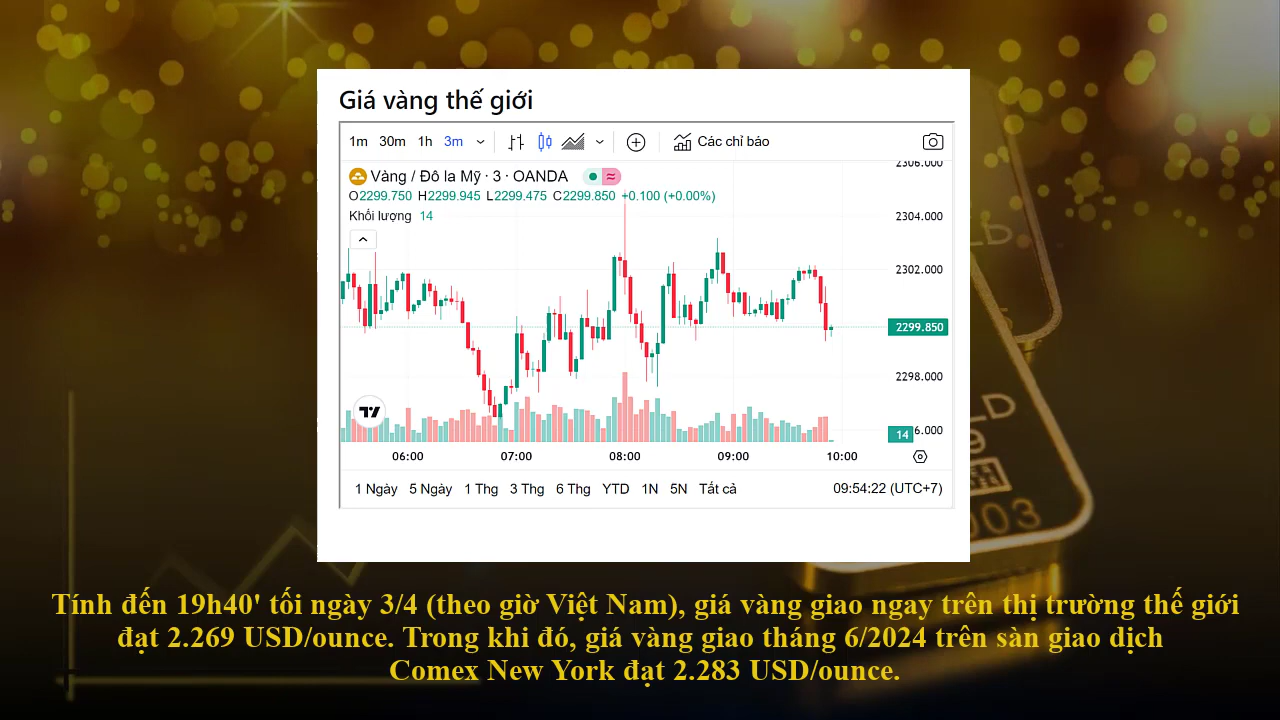 Giá vàng thế giới
1m 30m 1h 3m Các chỉ báo
Vàng / Đô la Mỹ · 3 · OANDA
O2299.750 H2299.945 L2299.475 C2299.850 +0.100 (+0.00%)
Khối lượng 14
2306.000
2304.000
2302.000
2299.850
2298.000
14
6.000
06:00 07:00 08:00 09:00 10:00
1 Ngày 5 Ngày 1 Thg 3 Thg 6 Thg YTD 1N 5N Tất cả 09:54:22 (UTC+7)
Tính đến 19h40' tối ngày 3/4 (theo giờ Việt Nam), giá vàng giao ngay trên thị trường thế giới
đạt 2.269 USD/ounce. Trong khi đó, giá vàng giao tháng 6/2024 trên sàn giao dịch
Comex New York đạt 2.283 USD/ounce.